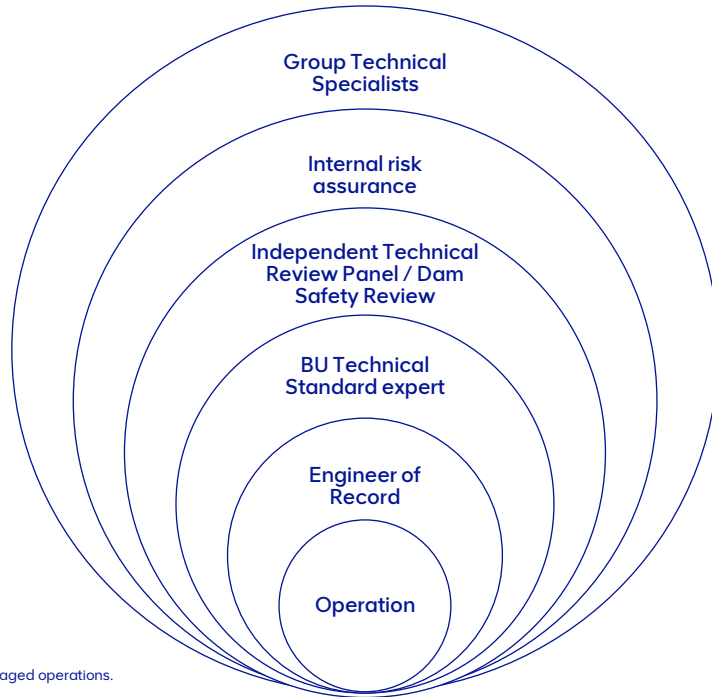 Group Technical
Specialists
Internal risk
assurance
Independent Technical
Review Panel / Dam
Safety Review
BU Technical
Standard expert
Engineer of
Record
Operation
operations.